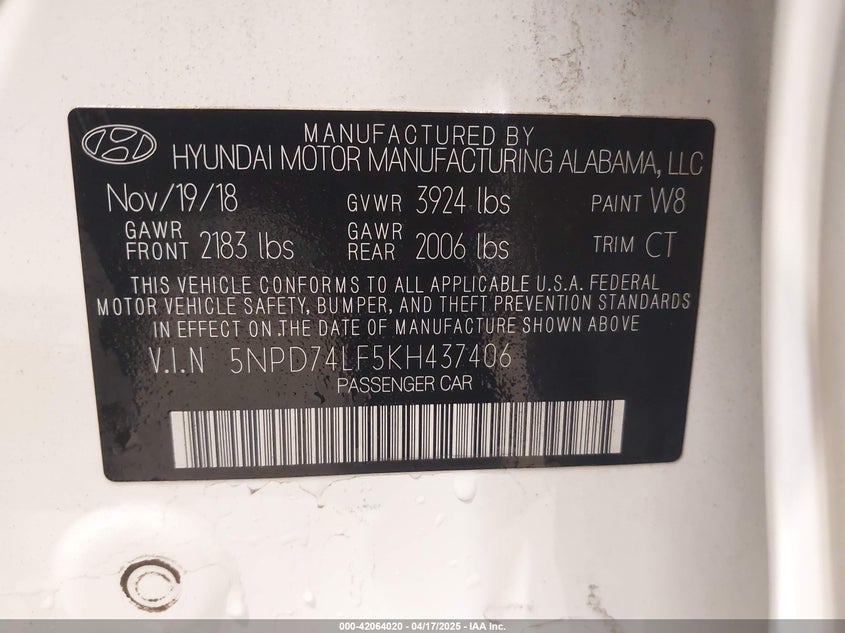 MANUFACTURED BY
HYUNDAI MOTOR MANUFACTURING ALABAMA, LLC
Nov/19/18 GVWR 3924 lbs PAINT W8
GAWR FRONT 2183 lbs GAWR REAR 2006 lbs TRIM CT
THIS VEHICLE CONFORMS TO ALL APPLICABLE U.S.A. FEDERAL
MOTOR VEHICLE SAFETY, BUMPER, AND THEFT PREVENTION STANDARDS
IN EFFECT ON THE DATE OF MANUFACTURE SHOWN ABOVE
V.I.N 5NPD74LF5KH437406
PASSENGER CAR
000-42064020 - 04/17/2025 - IAA Inc.